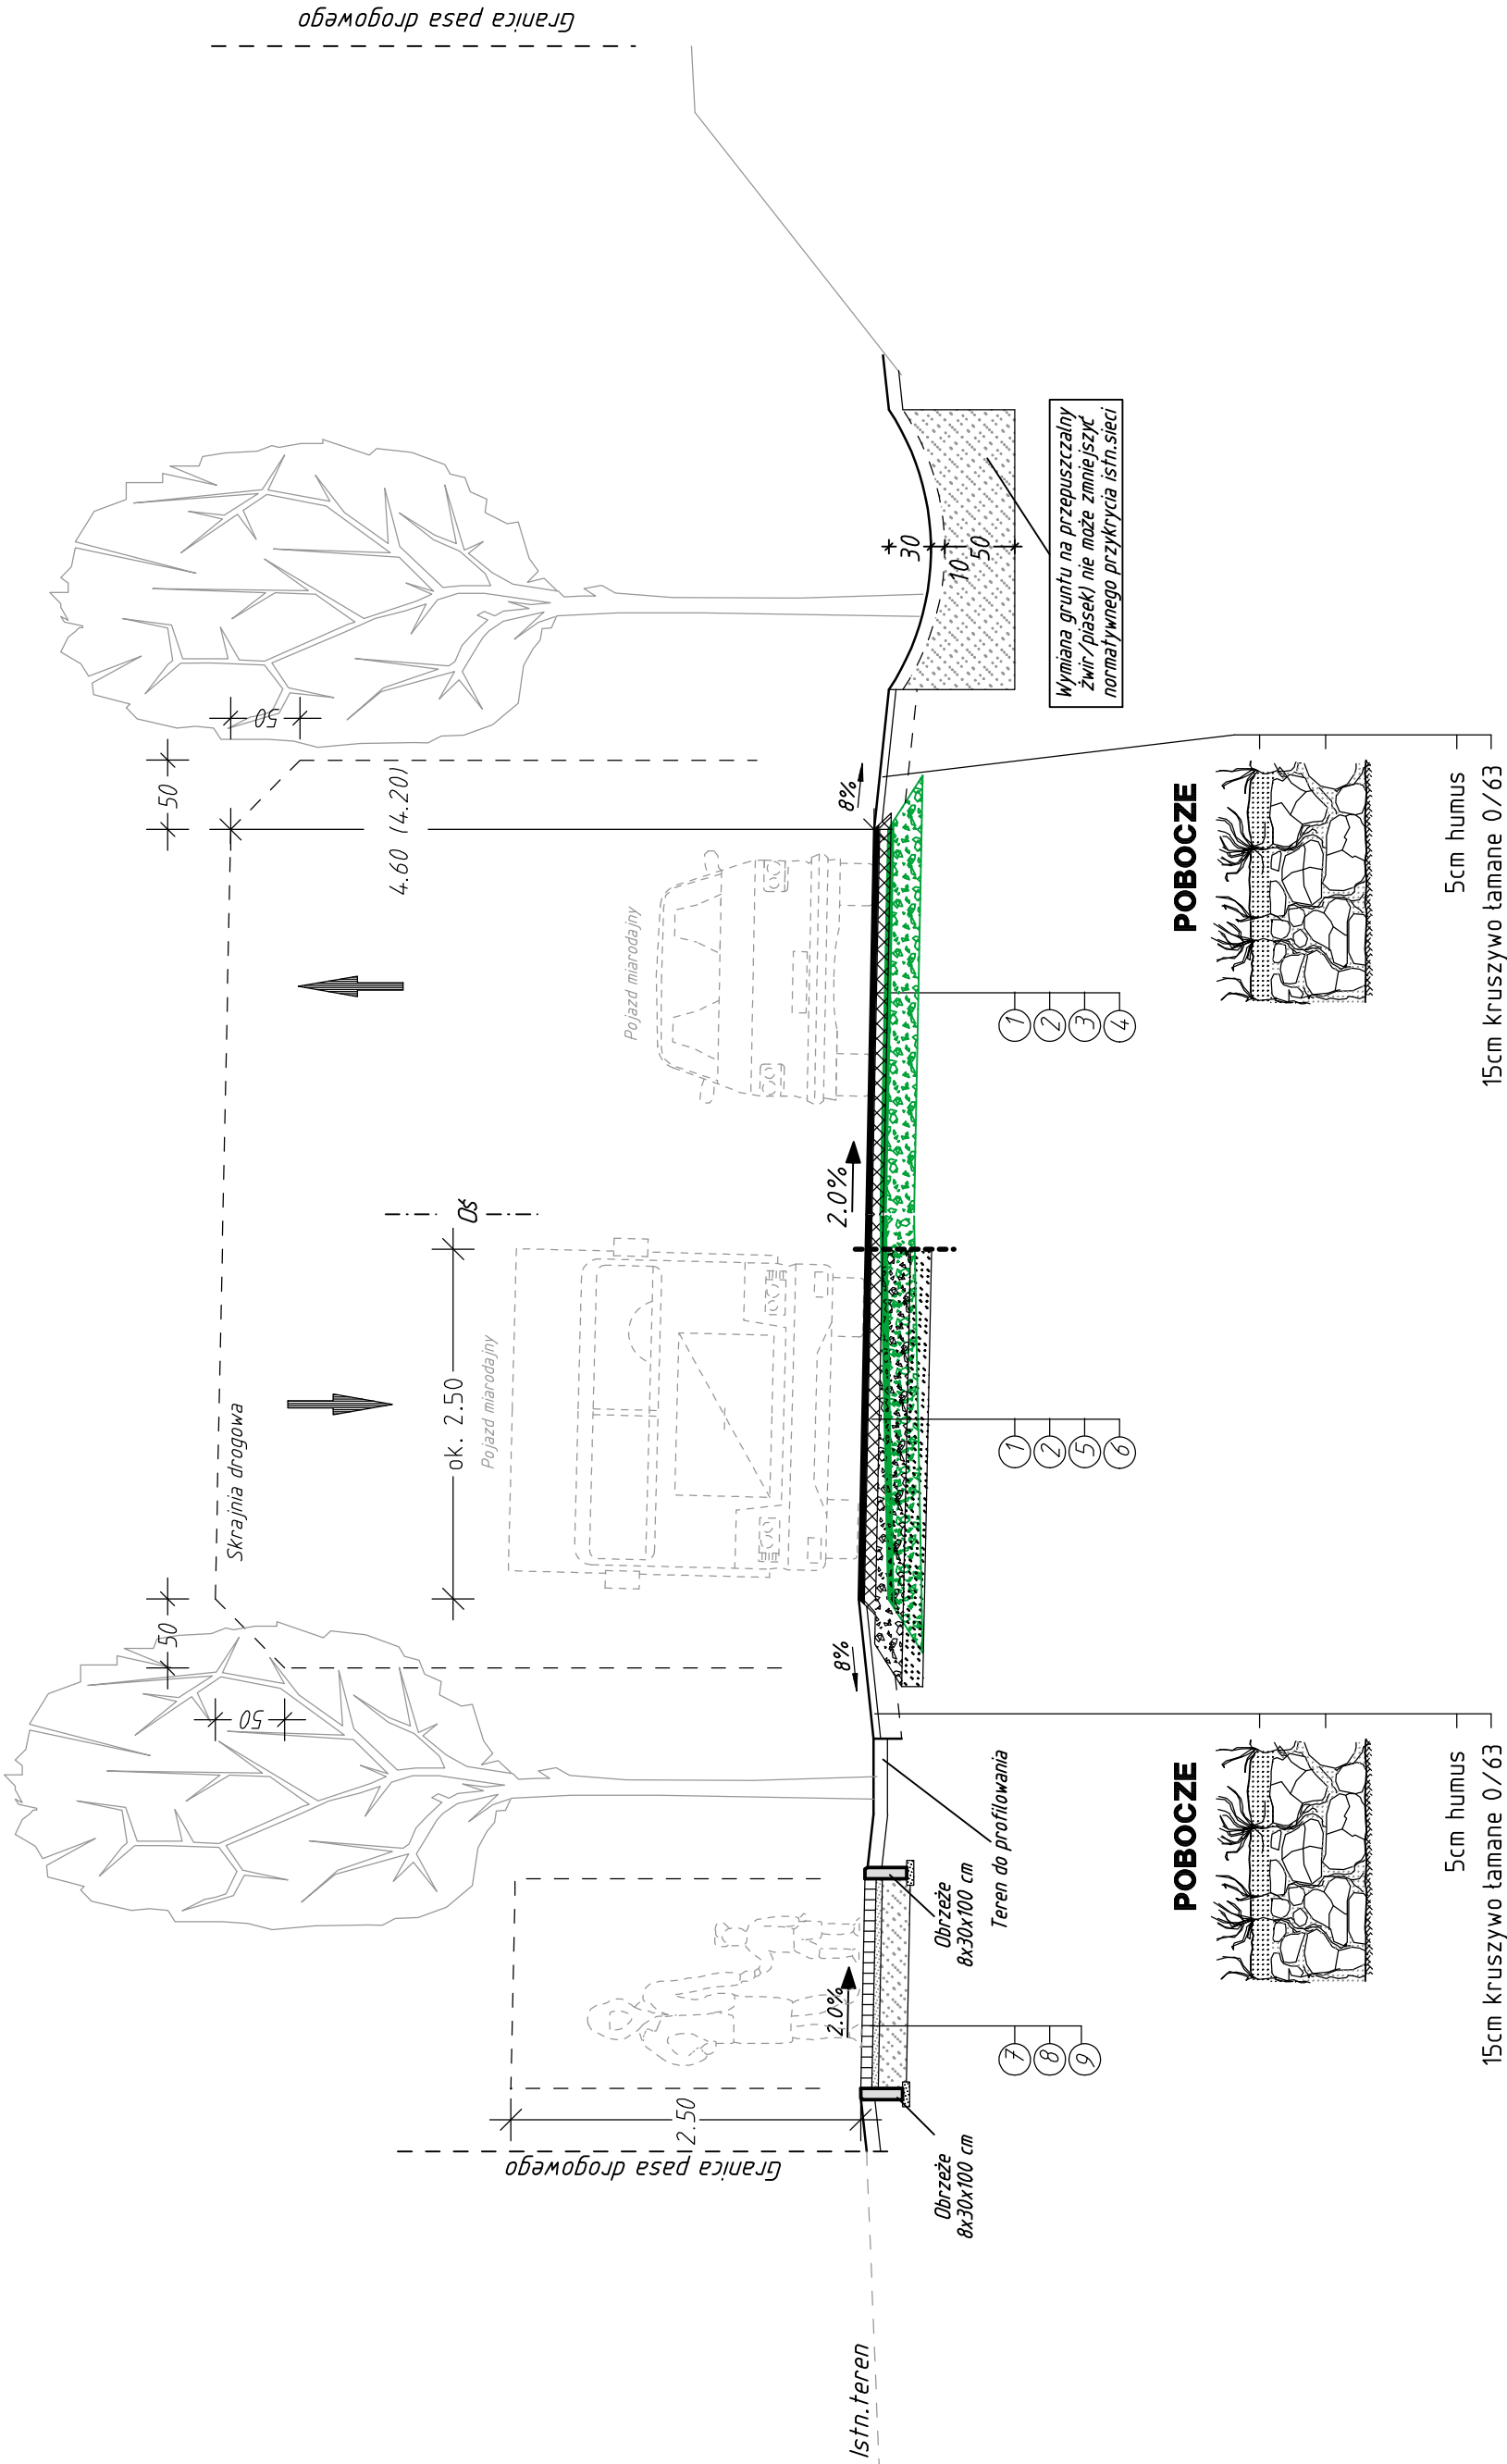 Granica pasa drogowego
50
50
50
50
4.60 (4.20)
Skrajnia drogowa
Oś
ok. 2.50
Pojazd miarodajny
Pojazd miarodajny
Granica pasa drogowego
2.50
Istn.teren
2.0%
8%
2.0%
8%
30
10
50
Obrzeże
8x30x100 cm
Obrzeże
8x30x100 cm
Teren do profilowania
Wymiana gruntu na przepuszczalny
żwir/piasek) nie może zmniejszyć
normatywnego przykrycia istn.sieci
7
8
9
1
2
5
6
1
2
3
4
POBOCZE
5cm humus
15cm kruszywo łamane 0/63
POBOCZE
5cm humus
15cm kruszywo łamane 0/63